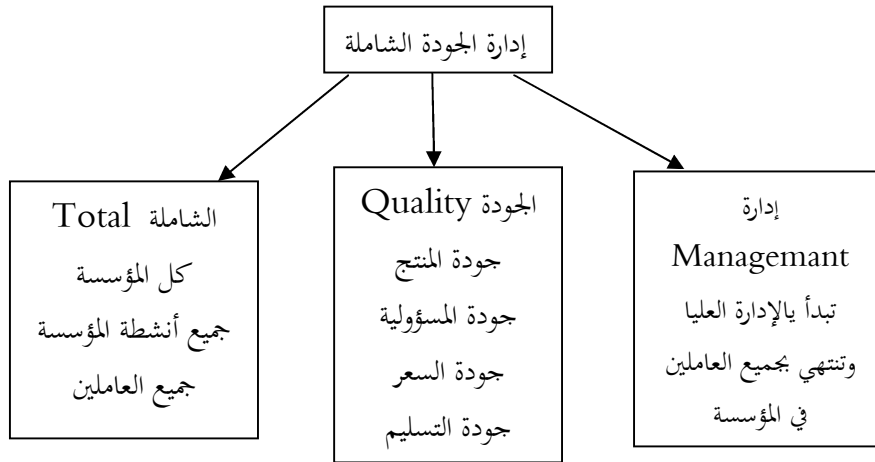 إدارة الجودة الشاملة
إدارة
Managemant
تبدأ يالإدارة العليا
وتنتهي بجميع العاملين
في المؤسسة
الجودة Quality
جودة المنتج
جودة المسؤولية
جودة السعر
جودة التسليم
الشاملة Total
كل المؤسسة
جميع أنشطة المؤسسة
جميع العاملين